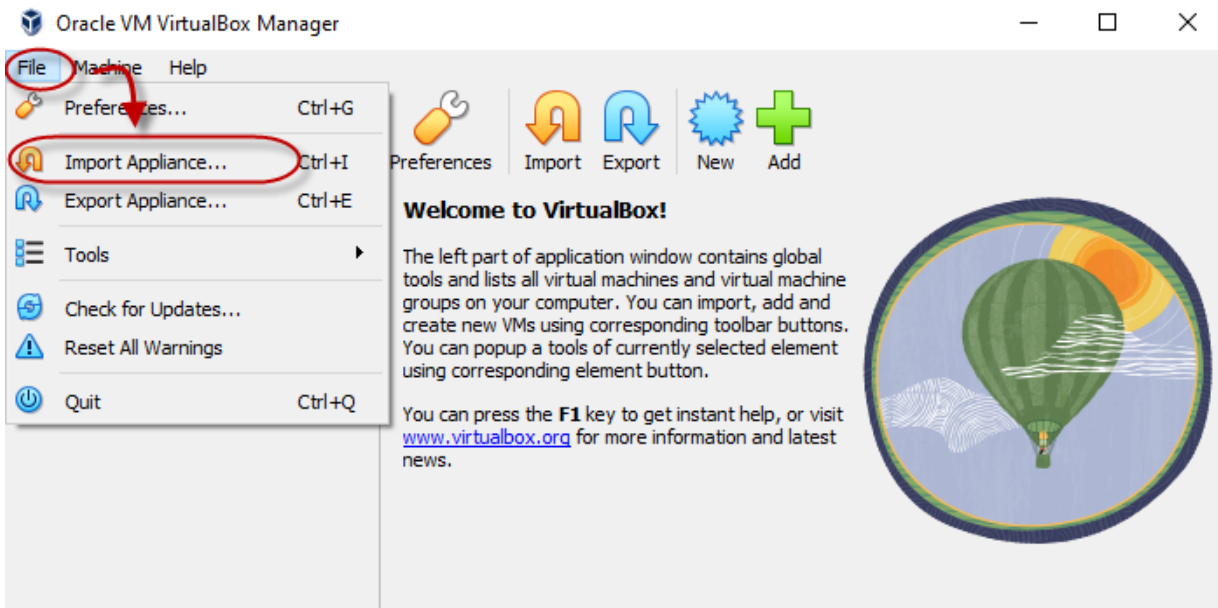 Oracle VM VirtualBox Manager
File Machine Help
Preferences... Ctrl+G
Import Appliance... Ctrl+I
Export Appliance... Ctrl+E
Tools
Check for Updates...
Reset All Warnings
Quit Ctrl+Q
Preferences Import Export New Add
Welcome to VirtualBox!
The left part of application window contains global
tools and lists all virtual machines and virtual machine
groups on your computer. You can import, add and
create new VMs using corresponding toolbar buttons.
You can popup a tools of currently selected element
using corresponding element button.
You can press the F1 key to get instant help, or visit
www.virtualbox.org for more information and latest
news.